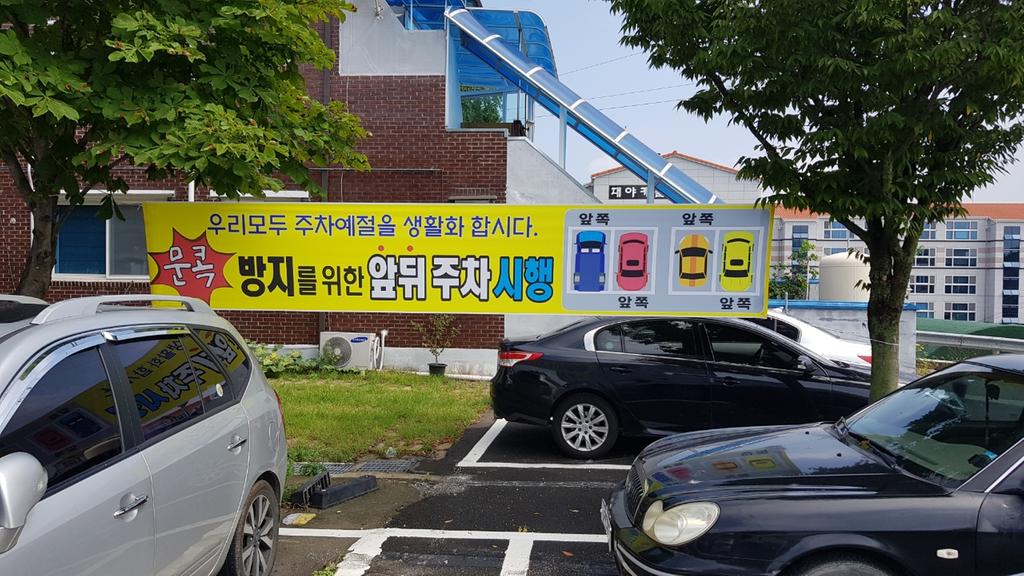 우리모두 주차예절을 생활화 합시다.
문콕 방지를 위한 앞뒤 주차 시행
앞쪽 앞쪽
앞쪽 앞쪽